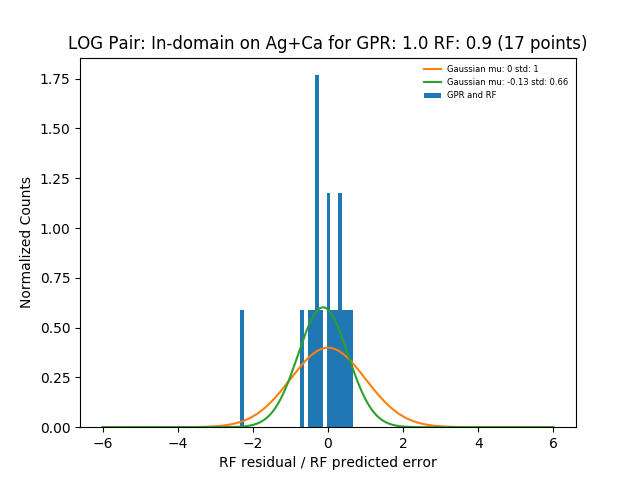 LOG Pair: In-domain on Ag+Ca for GPR: 1.0 RF: 0.9 (17 points)
Gaussian mu: 0 std: 1
Gaussian mu: -0.13 std: 0.66
GPR and RF
Normalized Counts
1.75
1.50
1.25
1.00
0.75
0.50
0.25
0.00
−6 −4 −2 0 2 4 6
RF residual / RF predicted error